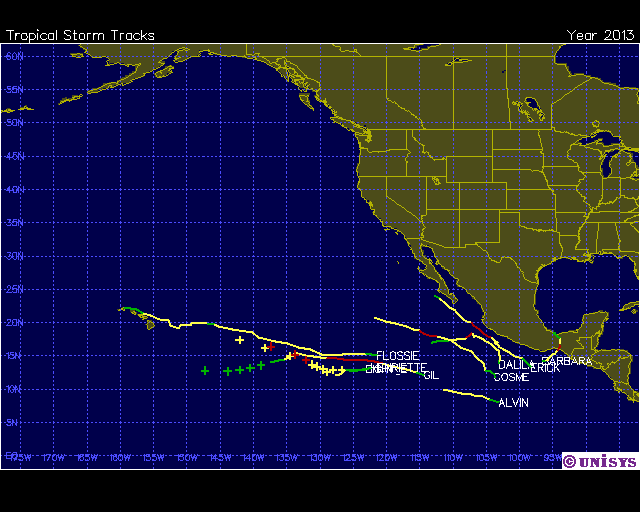 Tropical Storm Tracks Year 2013
60N
55N
50N
45N
40N
35N
30N
25N
20N
15N
10N
5N
FLOSSIE
HENRIETTE
GIL
DALILA
COSME
ERICK
BARBARA
ALVIN
175W 170W 165W 160W 155W 150W 145W 140W 135W 130W 125W 120W 115W 110W 105W 100W 95W
© UNISYS